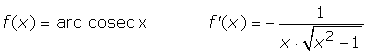 f(x) = arc cosec x f'(x) = - 1 / (x · √(x² - 1))